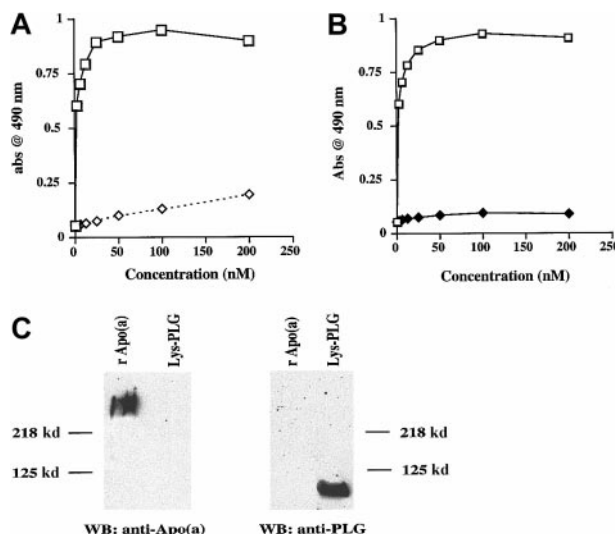 A
abs @ 490 nm
1
0.75
0.5
0.25
0
0 50 100 150 200 250
Concentration (nM)
B
Abs @ 490 nm
1
0.75
0.5
0.25
0
0 50 100 150 200 250
Concentration (nM)
C
r Apo(a)
Lys-PLG
218 kd
125 kd
WB: anti-Apo(a)
r Apo(a)
Lys-PLG
218 kd
125 kd
WB: anti-PLG